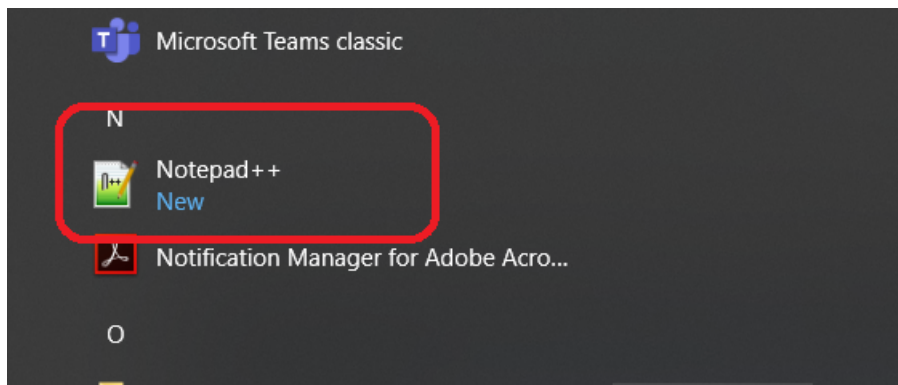 Microsoft Teams classic
N
Notepad++
New
Notification Manager for Adobe Acro...
O